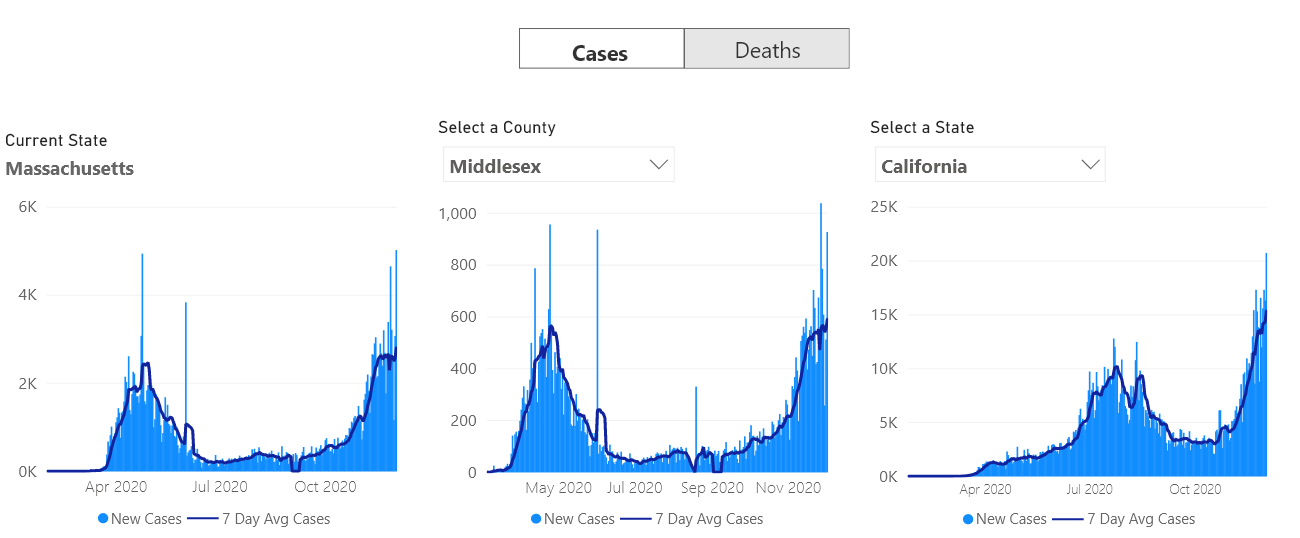 Cases
Deaths
Current State
Massachusetts
6K
4K
2K
0K
Apr 2020
Jul 2020
Oct 2020
New Cases
7 Day Avg Cases
Select a County
Middlesex
1,000
800
600
400
200
0
May 2020
Jul 2020
Sep 2020
Nov 2020
New Cases
7 Day Avg Cases
Select a State
California
25K
20K
15K
10K
5K
0K
Apr 2020
Jul 2020
Oct 2020
New Cases
7 Day Avg Cases